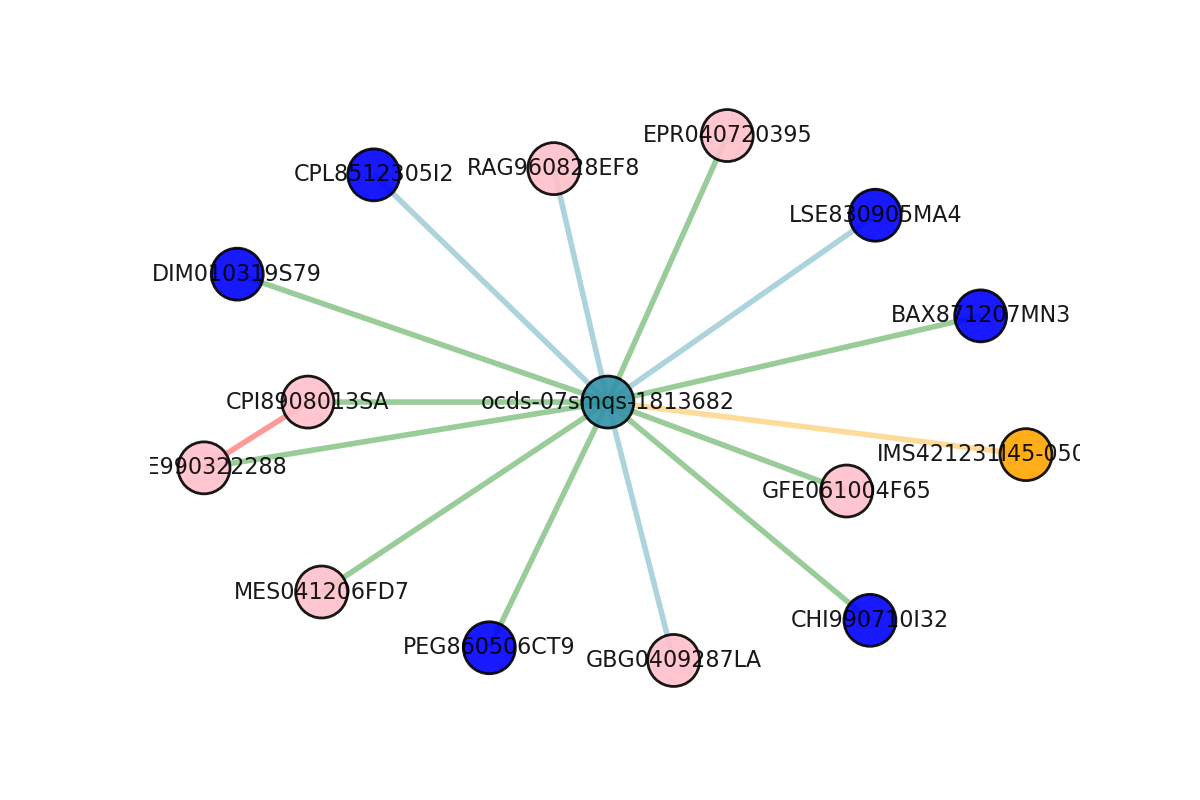 EPR040720395
RAG960828EF8
CPL8512305I2
LSE830905MA4
DIM010319S79
BAX871207MN3
CPI8908013SA
ocds-07smqs-1813682
IMS421231I45-050
E990322288
GFE061004F65
MES041206FD7
CHI990710I32
PEG860506CT9
GBG0409287LA